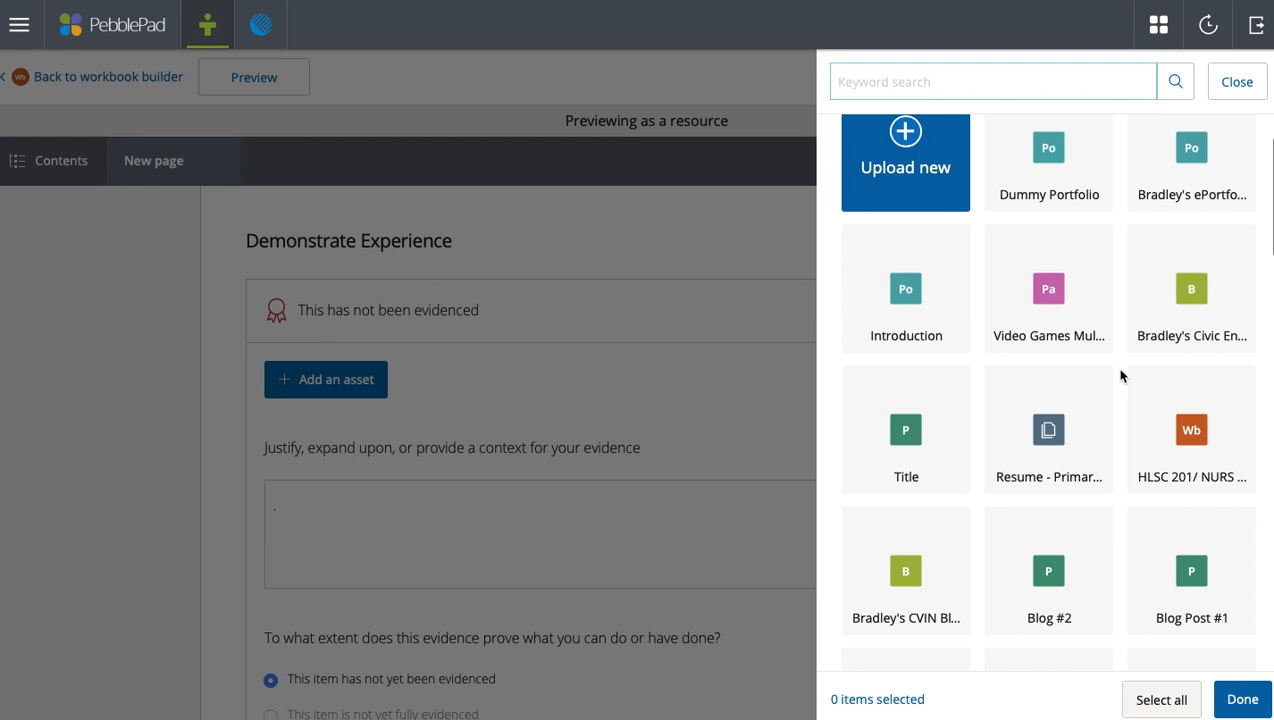 PebblePad
Wb Back to workbook builder
Preview
Previewing as a resource
Contents
New page
Demonstrate Experience
This has not been evidenced
+ Add an asset
Justify, expand upon, or provide a context for your evidence
.
To what extent does this evidence prove what you can do or have done?
This item has not yet been evidenced
This item is not yet fully evidenced
Keyword search
Close
Upload new
Po
Dummy Portfolio
Po
Bradley's ePortfo...
Po
Introduction
Pa
Video Games Mul...
B
Bradley's Civic En...
P
Title
Resume - Primar...
Wb
HLSC 201/ NURS ...
B
Bradley's CVIN Bl...
P
Blog #2
P
Blog Post #1
0 items selected
Select all
Done